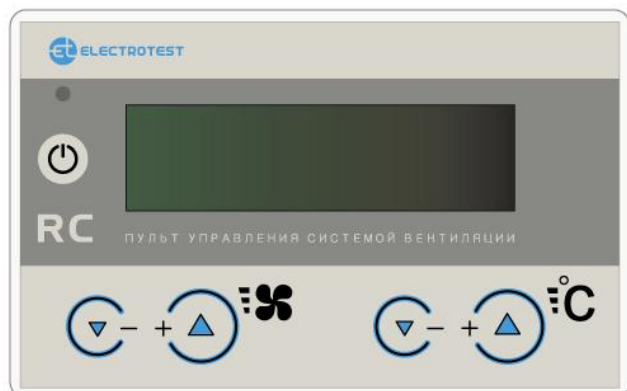 ELECTROTEST
RC
ПУЛЬТ УПРАВЛЕНИЯ СИСТЕМОЙ ВЕНТИЛЯЦИИ
- +
- + °C